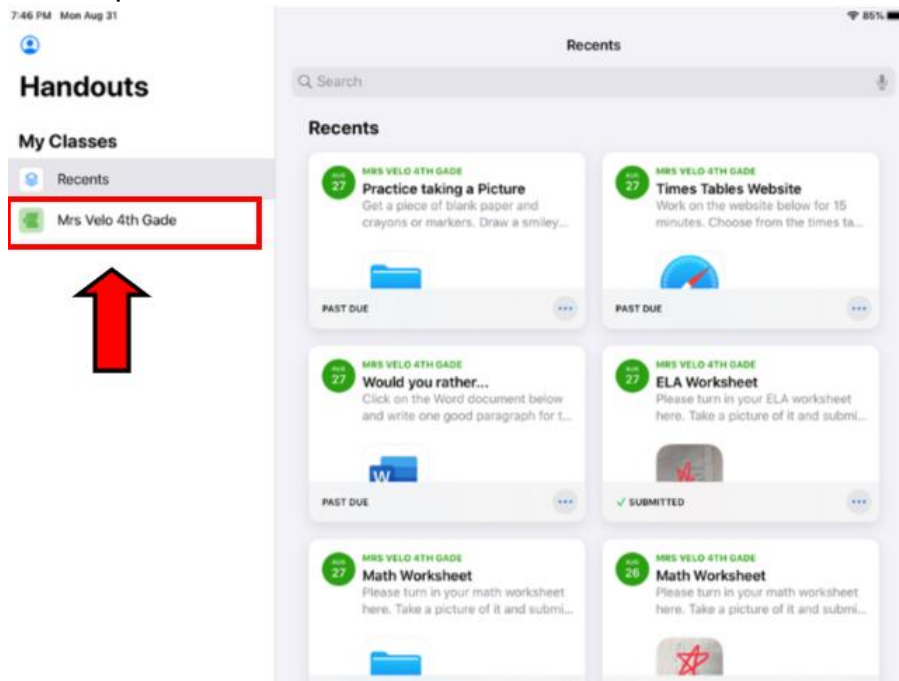 7:46 PM Mon Aug 31
85%
Handouts
My Classes
Recents
Mrs Velo 4th Gade
Recents
Search
Recents
AUG
27
MRS VELO 4TH GADE
Practice taking a Picture
Get a piece of blank paper and
crayons or markers. Draw a smiley...
PAST DUE
AUG
27
MRS VELO 4TH GADE
Times Tables Website
Work on the website below for 15
minutes. Choose from the times ta...
PAST DUE
AUG
27
MRS VELO 4TH GADE
Would you rather...
Click on the Word document below
and write one good paragraph for t...
W
PAST DUE
AUG
27
MRS VELO 4TH GADE
ELA Worksheet
Please turn in your ELA worksheet
here. Take a picture of it and submi...
SUBMITTED
AUG
27
MRS VELO 4TH GADE
Math Worksheet
Please turn in your math worksheet
here. Take a picture of it and submi...
AUG
26
MRS VELO 4TH GADE
Math Worksheet
Please turn in your math worksheet
here. Take a picture of it and submi...